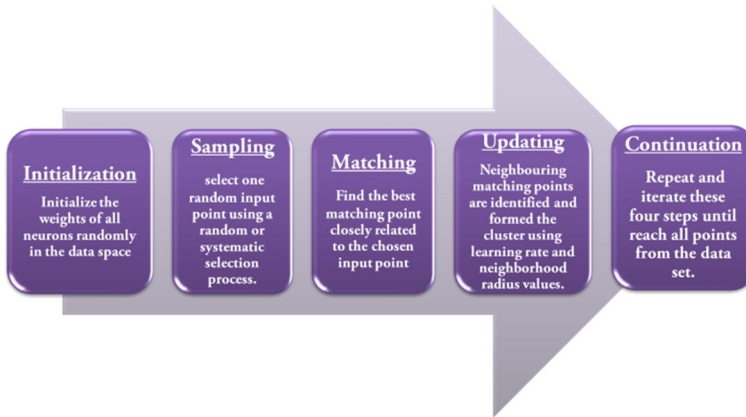 Initialization
Initialize the
weights of all
neurons randomly
in the data space
Sampling
select one
random input
point using a
random or
systematic
selection
process.
Matching
Find the best
matching point
closely related to
the chosen
input point
Updating
Neighbouring
matching points
are identified and
formed the
cluster using
learning rate and
neighborhood
radius values.
Continuation
Repeat and
iterate these
four steps until
reach all points
from the data
set.